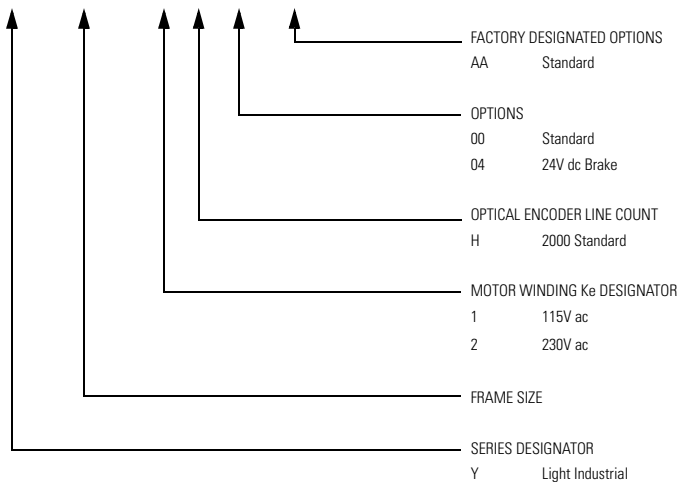 FACTORY DESIGNATED OPTIONS
AA Standard
OPTIONS
00 Standard
04 24V dc Brake
OPTICAL ENCODER LINE COUNT
H 2000 Standard
MOTOR WINDING Ke DESIGNATOR
1 115V ac
2 230V ac
FRAME SIZE
SERIES DESIGNATOR
Y Light Industrial